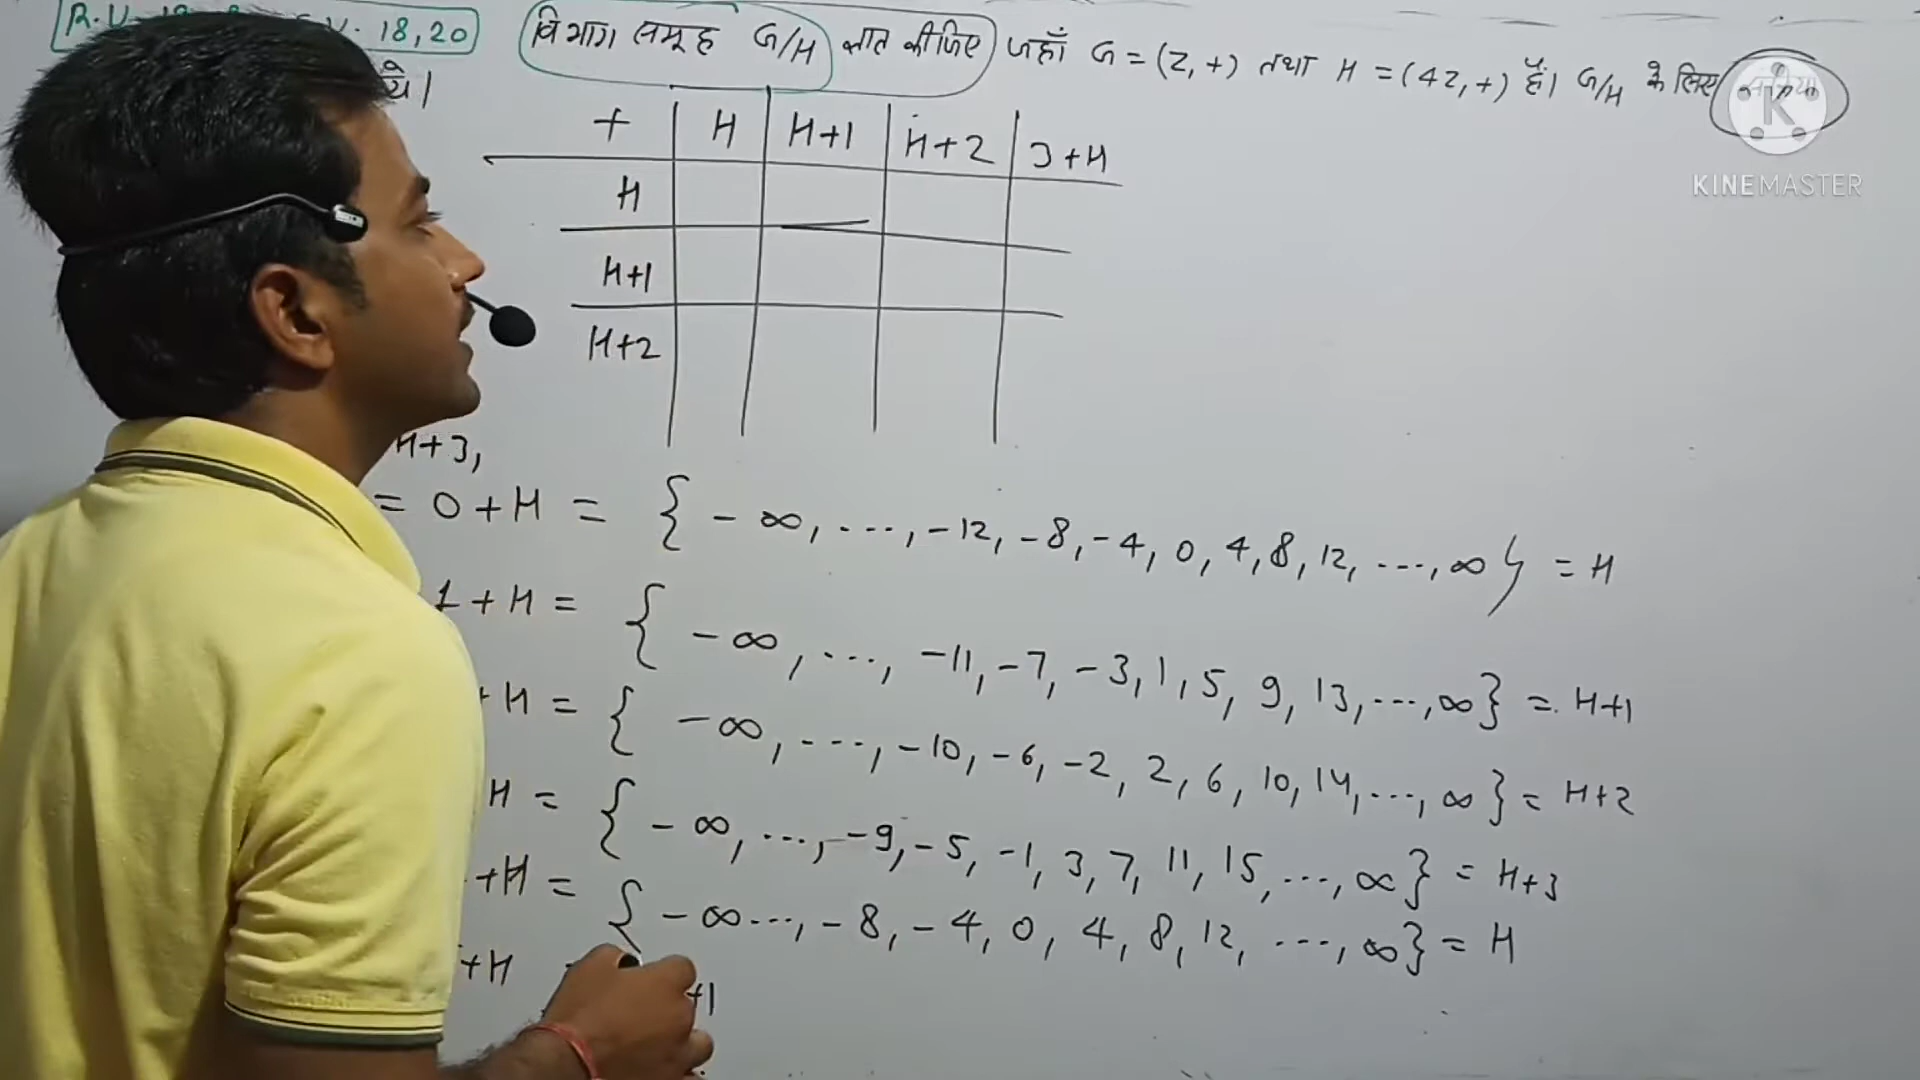 R.U. 18, 20
विभाग समूह G/H ज्ञात कीजिए जहाँ G = (Z, +) तथा H = (4Z, +) हैं। G/H के लिए
ये।
KINEMASTER
+ H H+1 H+2 3+H
H
H+1
H+2
H+3,
= 0+H = { -∞, ..., -12, -8, -4, 0, 4, 8, 12, ..., ∞ } = H
1+H = { -∞, ..., -11, -7, -3, 1, 5, 9, 13, ..., ∞ } = H+1
+H = { -∞, ..., -10, -6, -2, 2, 6, 10, 14, ..., ∞ } = H+2
H = { -∞, ..., -9, -5, -1, 3, 7, 11, 15, ..., ∞ } = H+3
+H = { -∞ ..., -8, -4, 0, 4, 8, 12, ..., ∞ } = H
+H +1